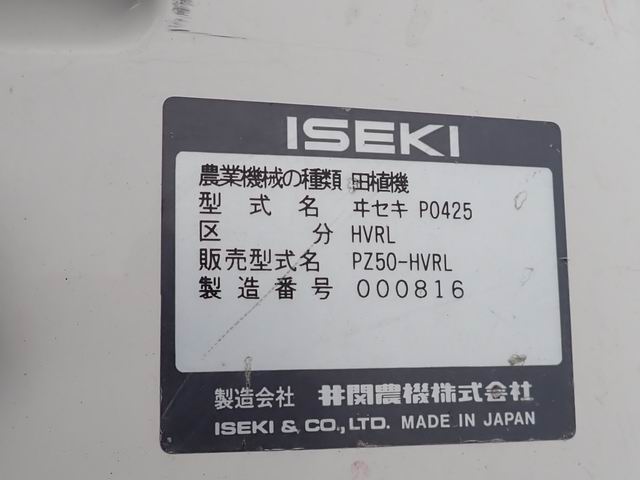 ISEKI
農業機械の種類 田植機
型式名 ヰセキ P0425
区分 HVRL
販売型式名 PZ50-HVRL
製造番号 000816
製造会社 井関農機株式会社
ISEKI & CO., LTD. MADE IN JAPAN